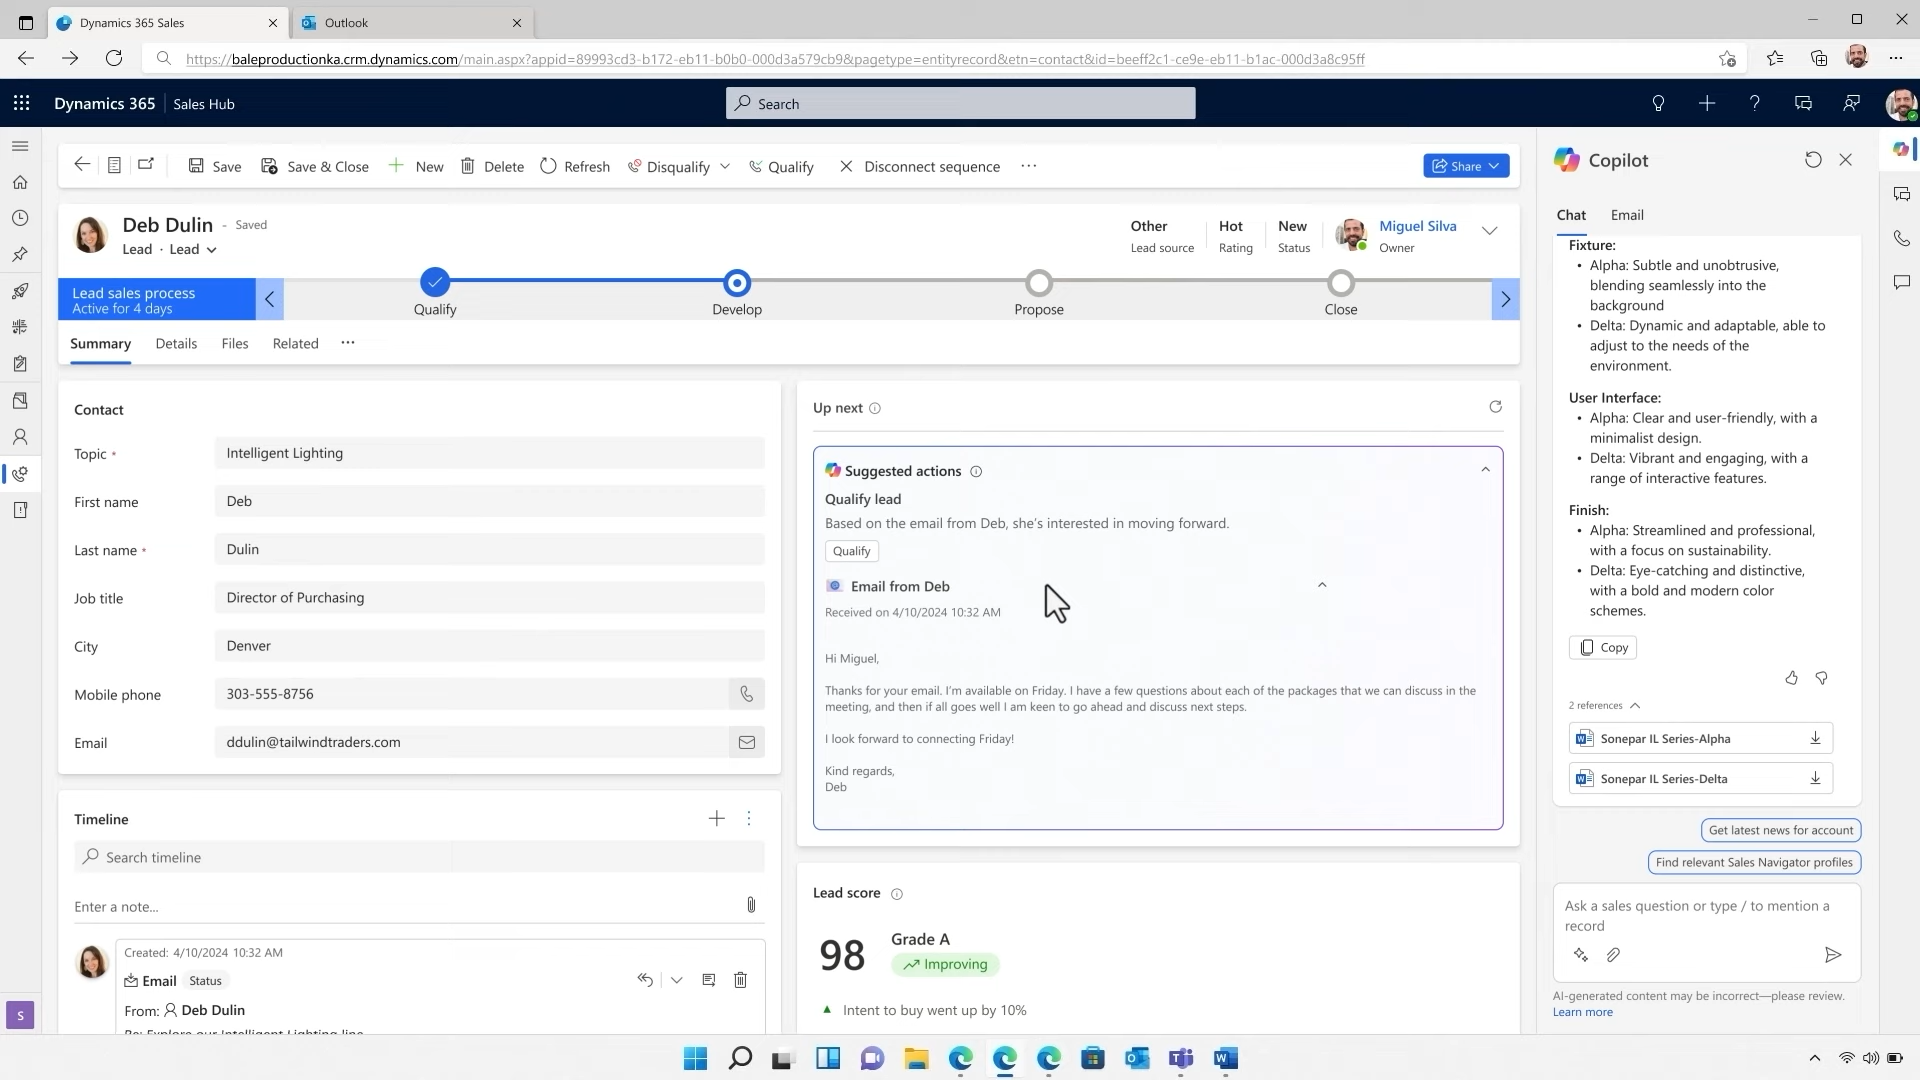 Dynamics 365 Sales
Outlook
https://baleproductionka.crm.dynamics.com/main.aspx?appid=89993cd3-b172-eb11-b0b0-000d3a579cb9&pagetype=entityrecord&etn=contact&id=beeff2c1-ce9e-eb11-b1ac-000d3a8c95ff
Dynamics 365
Sales Hub
Search
Save
Save & Close
New
Delete
Refresh
Disqualify
Qualify
Disconnect sequence
Share
Deb Dulin - Saved
Lead · Lead
Other
Lead source
Hot
Rating
New
Status
Miguel Silva
Owner
Lead sales process
Active for 4 days
Qualify
Develop
Propose
Close
Summary
Details
Files
Related
Contact
Topic *
Intelligent Lighting
First name
Deb
Last name *
Dulin
Job title
Director of Purchasing
City
Denver
Mobile phone
303-555-8756
Email
ddulin@tailwindtraders.com
Timeline
Search timeline
Enter a note...
Created: 4/10/2024 10:32 AM
Email
Status
From: Deb Dulin
Re: Explore our Intelligent Lighting line
Up next
Suggested actions
Qualify lead
Based on the email from Deb, she's interested in moving forward.
Qualify
Email from Deb
Received on 4/10/2024 10:32 AM
Hi Miguel,
Thanks for your email. I'm available on Friday. I have a few questions about each of the packages that we can discuss in the
meeting, and then if all goes well I am keen to go ahead and discuss next steps.
I look forward to connecting Friday!
Kind regards,
Deb
Lead score
98
Grade A
Improving
Intent to buy went up by 10%
Copilot
Chat
Email
Fixture:
• Alpha: Subtle and unobtrusive,
blending seamlessly into the
background
• Delta: Dynamic and adaptable, able to
adjust to the needs of the
environment.
User Interface:
• Alpha: Clear and user-friendly, with a
minimalist design.
• Delta: Vibrant and engaging, with a
range of interactive features.
Finish:
• Alpha: Streamlined and professional,
with a focus on sustainability.
• Delta: Eye-catching and distinctive,
with a bold and modern color
schemes.
Copy
2 references
Sonepar IL Series-Alpha
Sonepar IL Series-Delta
Get latest news for account
Find relevant Sales Navigator profiles
Ask a sales question or type / to mention a
record
AI-generated content may be incorrect—please review.
Learn more
S